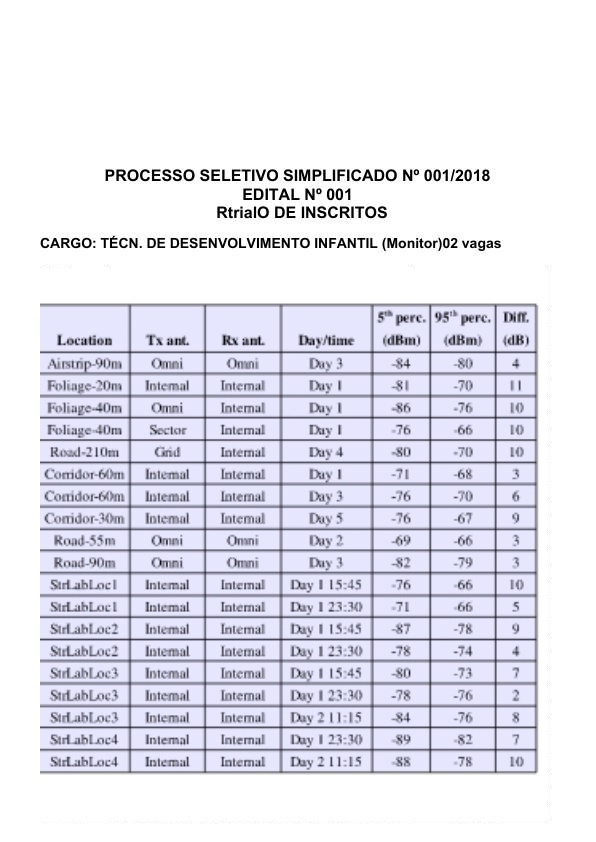 PROCESSO SELETIVO SIMPLIFICADO Nº 001/2018
EDITAL Nº 001
RtrialO DE INSCRITOS
CARGO: TÉCN. DE DESENVOLVIMENTO INFANTIL (Monitor)02 vagas
Location Tx ant. Rx ant. Day/time 5th perc. (dBm) 95th perc. (dBm) Diff. (dB)
Airstrip-90m Omni Omni Day 3 -84 -80 4
Foliage-20m Internal Internal Day 1 -81 -70 11
Foliage-40m Omni Internal Day 1 -86 -76 10
Foliage-40m Sector Internal Day 1 -76 -66 10
Road-210m Grid Internal Day 4 -80 -70 10
Corridor-60m Internal Internal Day 1 -71 -68 3
Corridor-60m Internal Internal Day 3 -76 -70 6
Corridor-30m Internal Internal Day 5 -76 -67 9
Road-55m Omni Omni Day 2 -69 -66 3
Road-90m Omni Omni Day 3 -82 -79 3
StrLabLoc1 Internal Internal Day 1 15:45 -76 -66 10
StrLabLoc1 Internal Internal Day 1 23:30 -71 -66 5
StrLabLoc2 Internal Internal Day 1 15:45 -87 -78 9
StrLabLoc2 Internal Internal Day 1 23:30 -78 -74 4
StrLabLoc3 Internal Internal Day 1 15:45 -80 -73 7
StrLabLoc3 Internal Internal Day 1 23:30 -78 -76 2
StrLabLoc3 Internal Internal Day 2 11:15 -84 -76 8
StrLabLoc4 Internal Internal Day 1 23:30 -89 -82 7
StrLabLoc4 Internal Internal Day 2 11:15 -88 -78 10